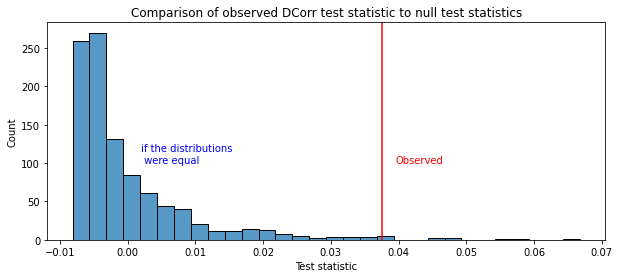 Comparison of observed DCorr test statistic to null test statistics
Count
250
200
150
100
50
0
if the distributions
were equal
Observed
−0.01 0.00 0.01 0.02 0.03 0.04 0.05 0.06 0.07
Test statistic